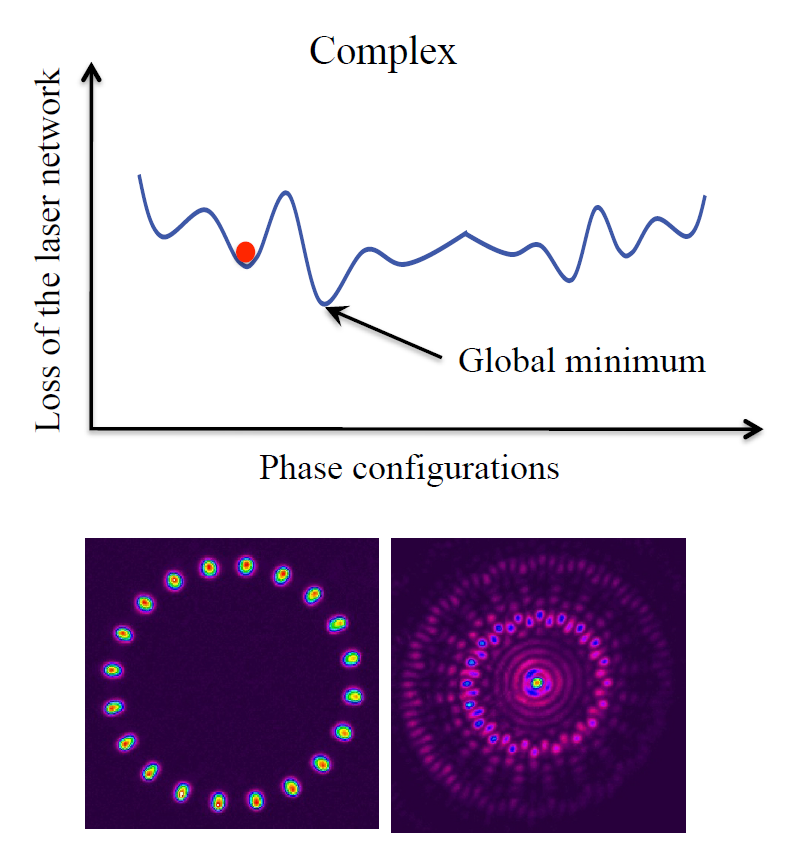 Complex
Loss of the laser network
Global minimum
Phase configurations